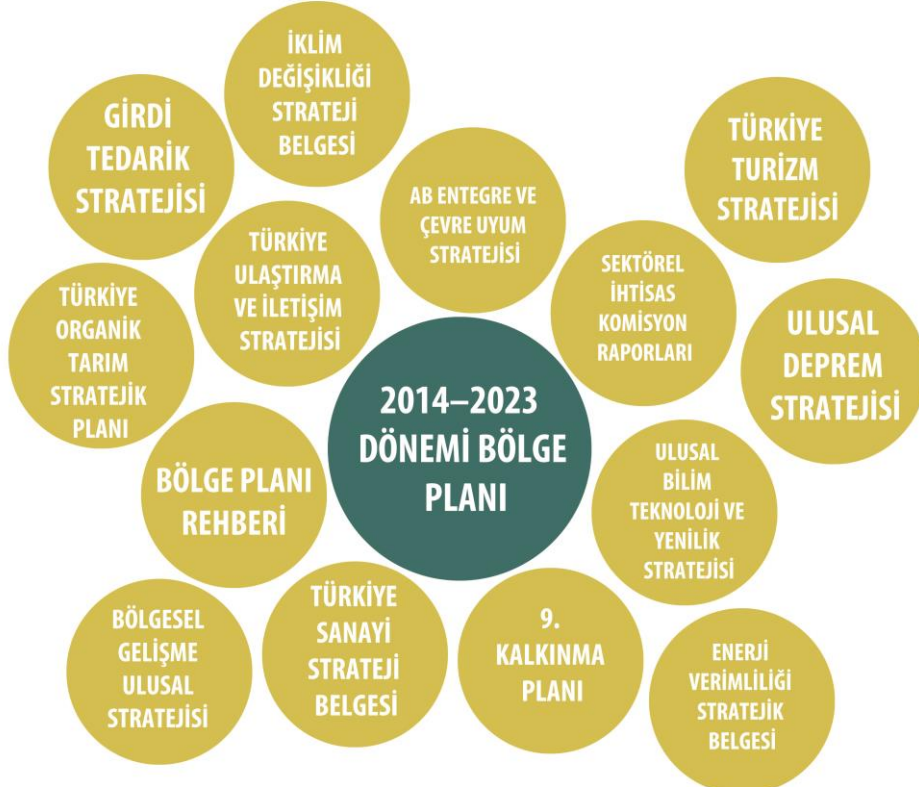 İKLİM
DEĞİŞİKLİĞİ
STRATEJİ
BELGESİ
GİRDİ
TEDARİK
STRATEJİSİ
TÜRKİYE
TURİZM
STRATEJİSİ
AB ENTEGRE VE
ÇEVRE UYUM
STRATEJİSİ
TÜRKİYE
ULAŞTIRMA
VE İLETİŞİM
STRATEJİSİ
SEKTÖREL
İHTİSAS
KOMİSYON
RAPORLARI
TÜRKİYE
ORGANİK
TARIM
STRATEJİK
PLANI
ULUSAL
DEPREM
STRATEJİSİ
2014–2023
DÖNEMİ BÖLGE
PLANI
BÖLGE PLANI
REHBERİ
ULUSAL
BİLİM
TEKNOLOJİ VE
YENİLİK
STRATEJİSİ
BÖLGESEL
GELİŞME
ULUSAL
STRATEJİSİ
TÜRKİYE
SANAYİ
STRATEJİ
BELGESİ
9.
KALKINMA
PLANI
ENERJİ
VERİMLİLİĞİ
STRATEJİK
BELGESİ